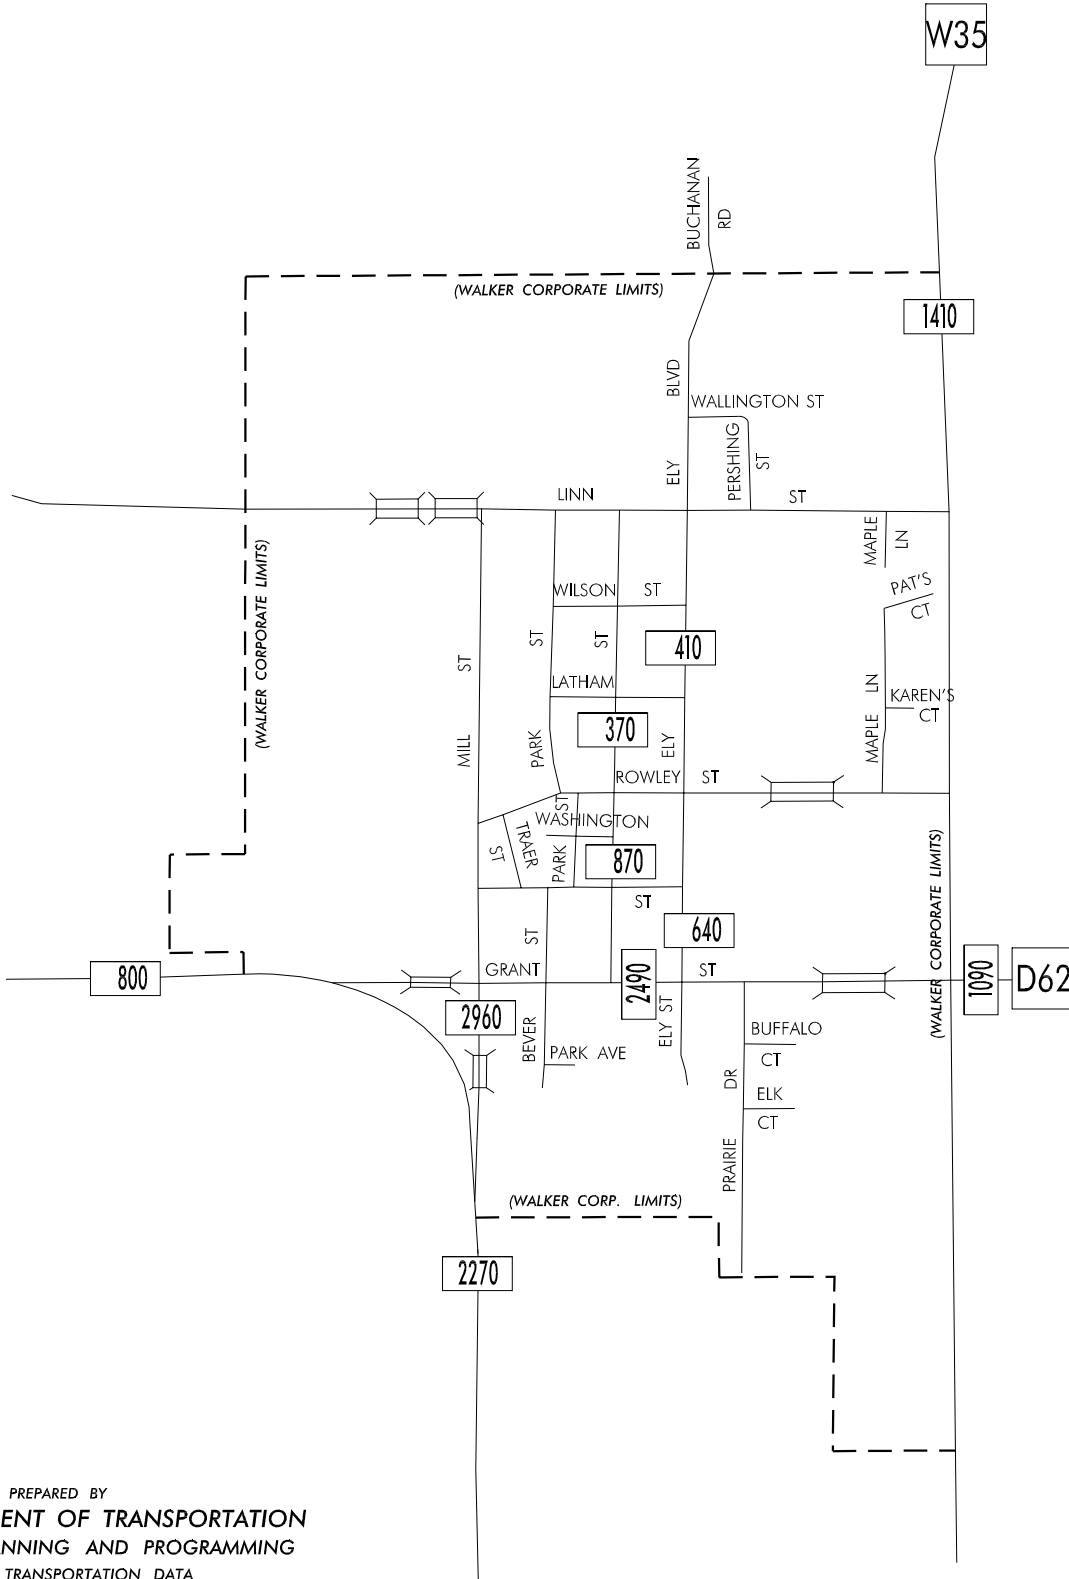 W35
BUCHANAN
RD
(WALKER CORPORATE LIMITS)
1410
BLVD
WALLINGTON ST
ELY
PERSHING
ST
LINN
ST
MAPLE
LN
(WALKER CORPORATE LIMITS)
WILSON ST
PAT'S
CT
ST
ST
410
ST
LATHAM
MAPLE LN
KAREN'S
CT
370
MILL
PARK
ELY
ROWLEY ST
ST
WASHINGTON
TRAER
ST
PARK
870
(WALKER CORPORATE LIMITS)
ST
640
ST
800
GRANT
2490
ST
1090
D62
2960
BEVER
ELY ST
BUFFALO
CT
PARK AVE
DR
ELK
CT
PRAIRIE
(WALKER CORP. LIMITS)
2270
PREPARED BY
ENT OF TRANSPORTATION
NNING AND PROGRAMMING
TRANSPORTATION DATA